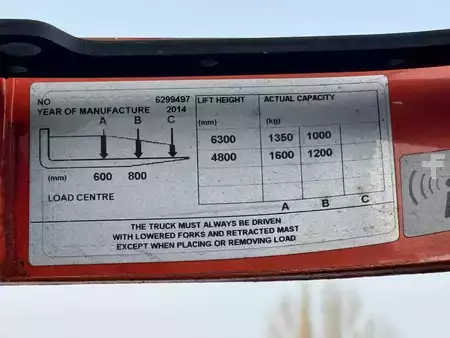 NO 6299497
YEAR OF MANUFACTURE 2014
A B C
(mm) 600 800
LOAD CENTRE
LIFT HEIGHT ACTUAL CAPACITY
(mm) (kg)
6300 1350 1000
4800 1600 1200
A B C
THE TRUCK MUST ALWAYS BE DRIVEN
WITH LOWERED FORKS AND RETRACTED MAST
EXCEPT WHEN PLACING OR REMOVING LOAD